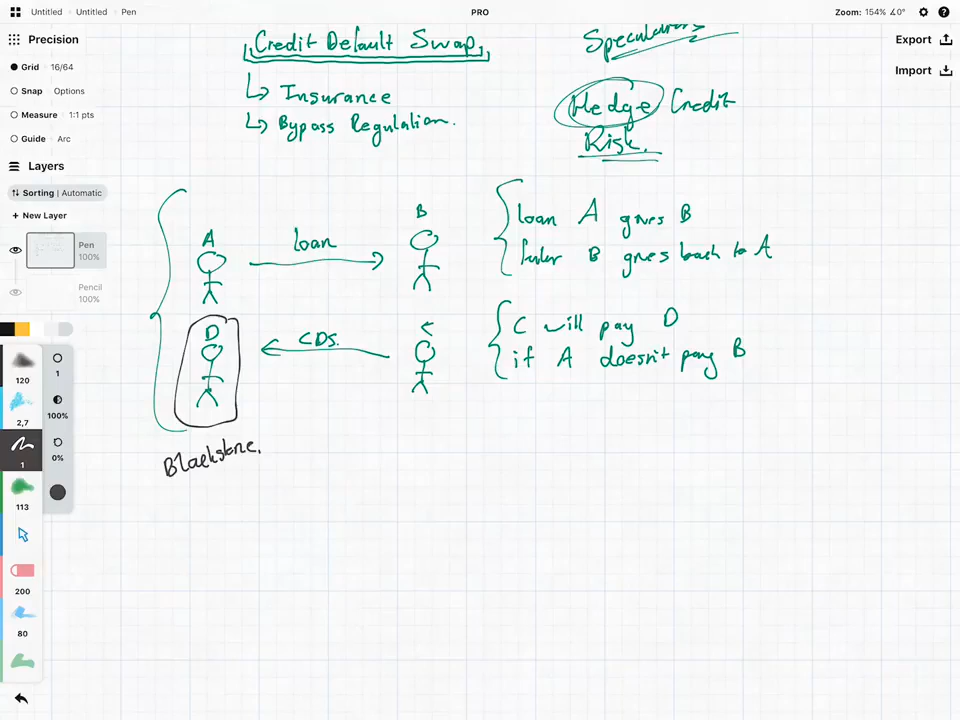 Untitled › Untitled › Pen
PRO
Zoom: 154% ∠0°
Precision
Grid 16/64
Snap Options
Measure 1:1 pts
Guide Arc
Layers
Sorting | Automatic
+ New Layer
Pen
100%
Pencil
100%
120
1
2,7
100%
1
0%
113
200
80
Export
Import
Credit Default Swap
↳ Insurance
↳ Bypass Regulation.
Speculators
Hedge Credit
Risk.
A
loan
B
loan A gives B
B gives back to A
D
CDS.
C
C will pay D
if A doesn't pay B
Blackstone.